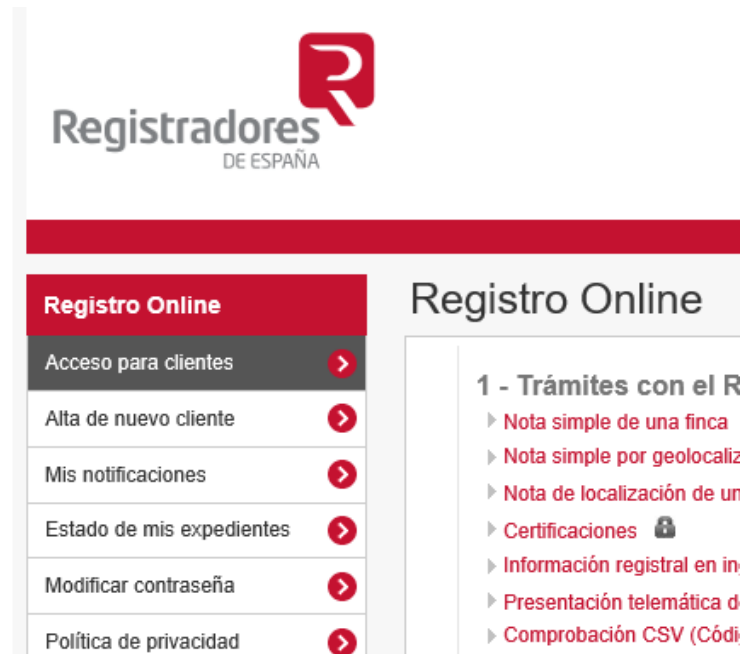 Registradores
DE ESPAÑA
Registro Online
Acceso para clientes
Alta de nuevo cliente
Mis notificaciones
Estado de mis expedientes
Modificar contraseña
Política de privacidad
Registro Online
1 - Trámites con el R
Nota simple de una finca
Nota simple por geolocaliz
Nota de localización de un
Certificaciones
Información registral en in
Presentación telemática d
Comprobación CSV (Códi